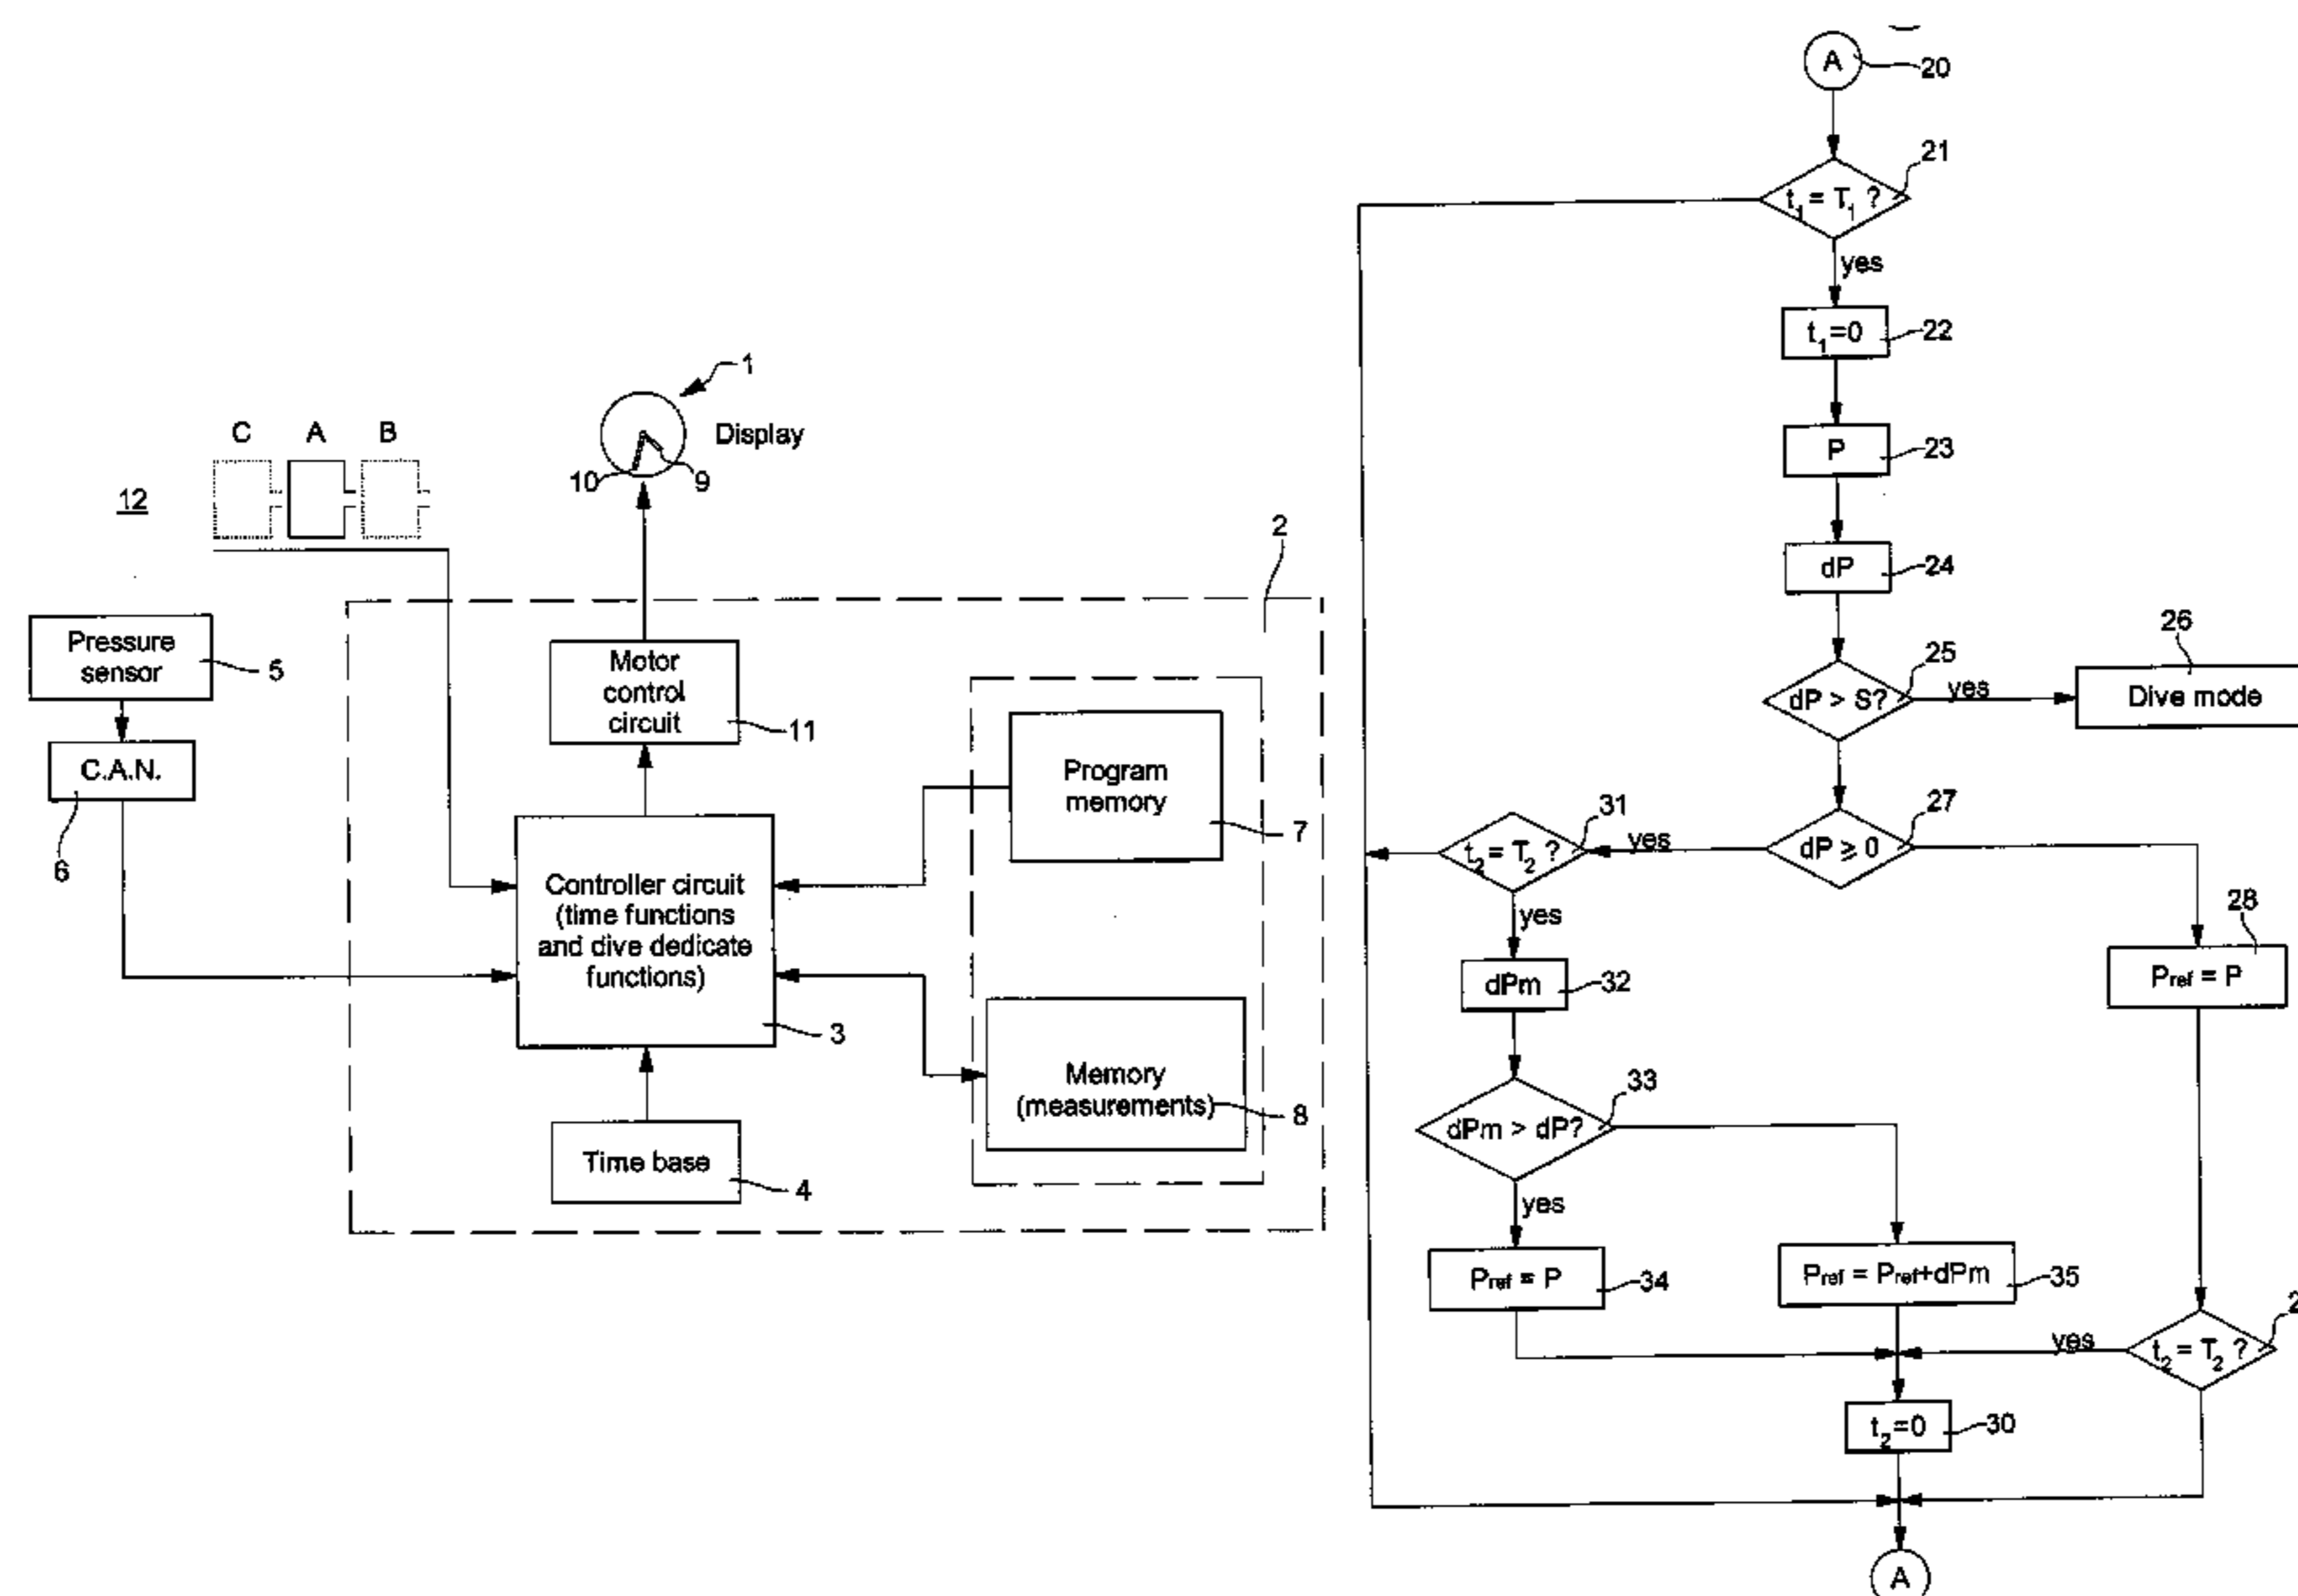 1
Display
C A B
10 9
12
2
Pressure
sensor
5
C.A.N.
6
Motor
control
circuit
11
Program
memory
7
Controller circuit
(time functions
and dive dedicate
functions)
3
Memory
(measurements)
8
Time base
4
A
20
t1 = T1 ?
21
yes
t1=0
22
P
23
dP
24
dP > S?
25
yes
26
Dive mode
27
dP ⩾ 0
yes
31
t2 = T2 ?
yes
28
Pref = P
dPm
32
33
dPm > dP?
yes
Pref = P
34
Pref = Pref+dPm
35
t2 = T2 ?
yes
t2=0
30
A